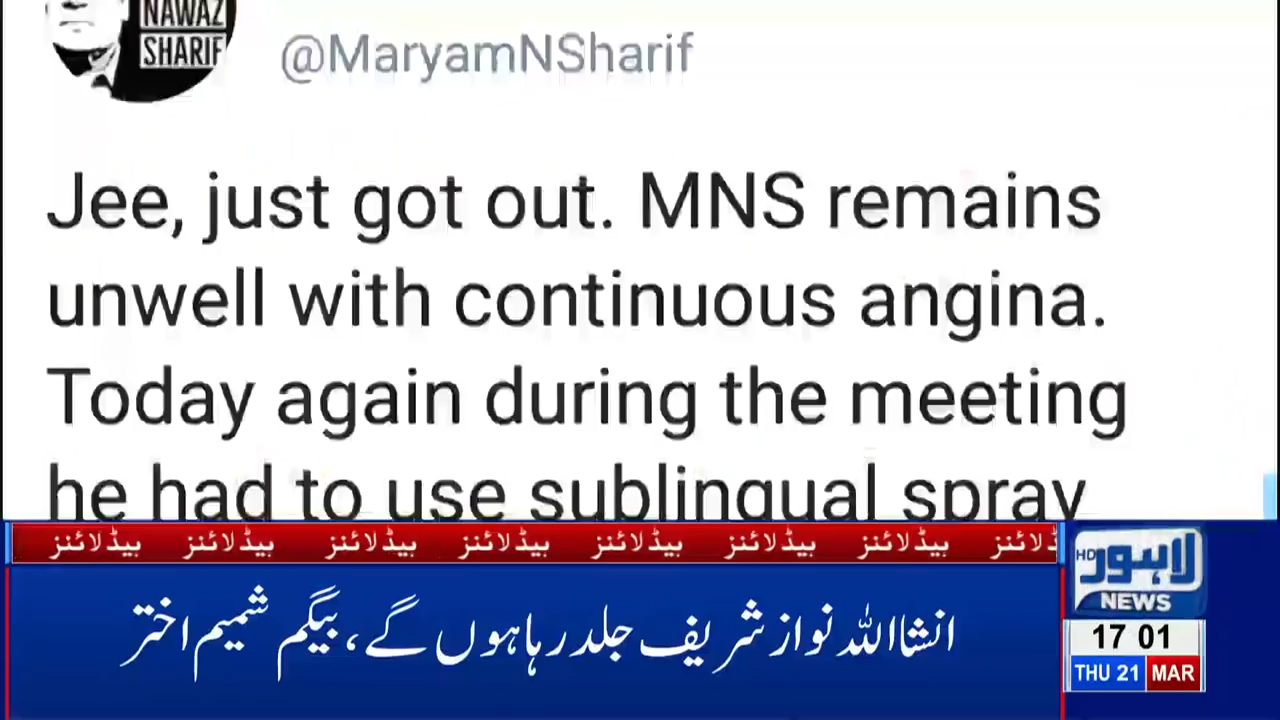 NAWAZ
SHARIF
@MaryamNSharif
Jee, just got out. MNS remains
unwell with continuous angina.
Today again during the meeting
he had to use sublingual spray
ہیڈلائنز ہیڈلائنز ہیڈلائنز ہیڈلائنز ہیڈلائنز ہیڈلائنز ہیڈلائنز ڈلائنز
انشااللہ نواز شریف جلد رہا ہوں گے، بیگم شمیم اختر
HD لاہور
NEWS
17 01
THU 21 MAR